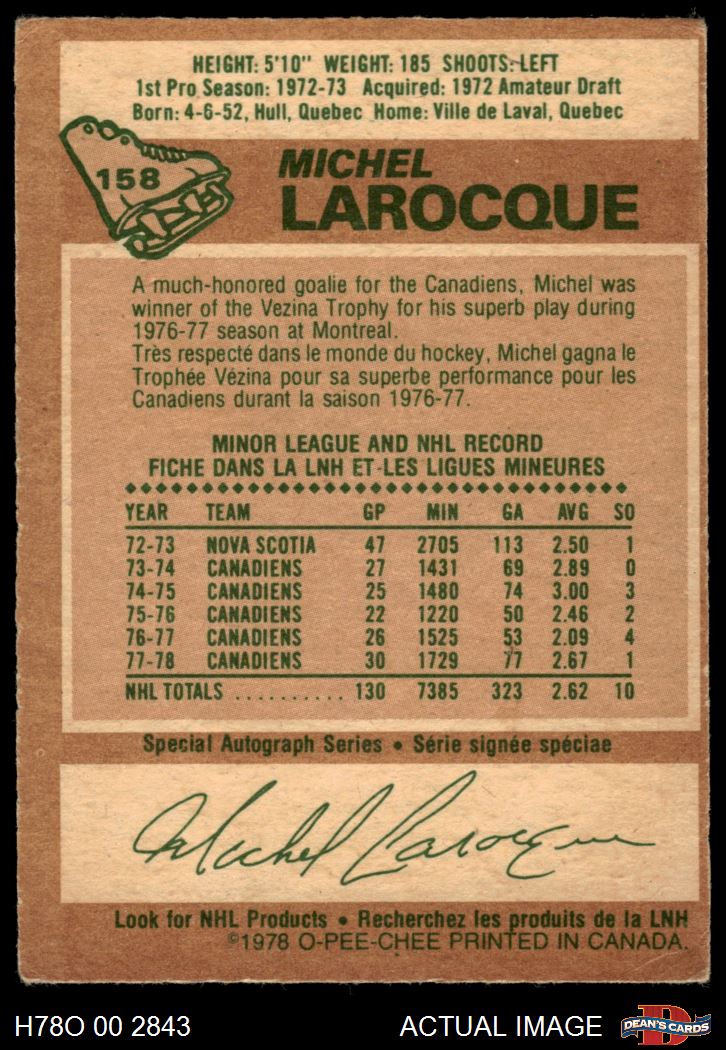 HEIGHT: 5'10" WEIGHT: 185 SHOOTS: LEFT
1st Pro Season: 1972-73 Acquired: 1972 Amateur Draft
Born: 4-6-52, Hull, Quebec Home: Ville de Laval, Quebec
158
MICHEL
LAROCQUE
A much-honored goalie for the Canadiens, Michel was
winner of the Vezina Trophy for his superb play during
1976-77 season at Montreal.
Très respecté dans le monde du hockey, Michel gagna le
Trophée Vézina pour sa superbe performance pour les
Canadiens durant la saison 1976-77.
MINOR LEAGUE AND NHL RECORD
FICHE DANS LA LNH ET LES LIGUES MINEURES
YEAR TEAM GP MIN GA AVG SO
72-73 NOVA SCOTIA 47 2705 113 2.50 1
73-74 CANADIENS 27 1431 69 2.89 0
74-75 CANADIENS 25 1480 74 3.00 3
75-76 CANADIENS 22 1220 50 2.46 2
76-77 CANADIENS 26 1525 53 2.09 4
77-78 CANADIENS 30 1729 77 2.67 1
NHL TOTALS .......... 130 7385 323 2.62 10
Special Autograph Series • Série signée spéciae
Michel Larocque
Look for NHL Products • Recherchez les produits de la LNH
©1978 O-PEE-CHEE PRINTED IN CANADA.
H78O 00 2843 ACTUAL IMAGE D DEAN'S CARDS